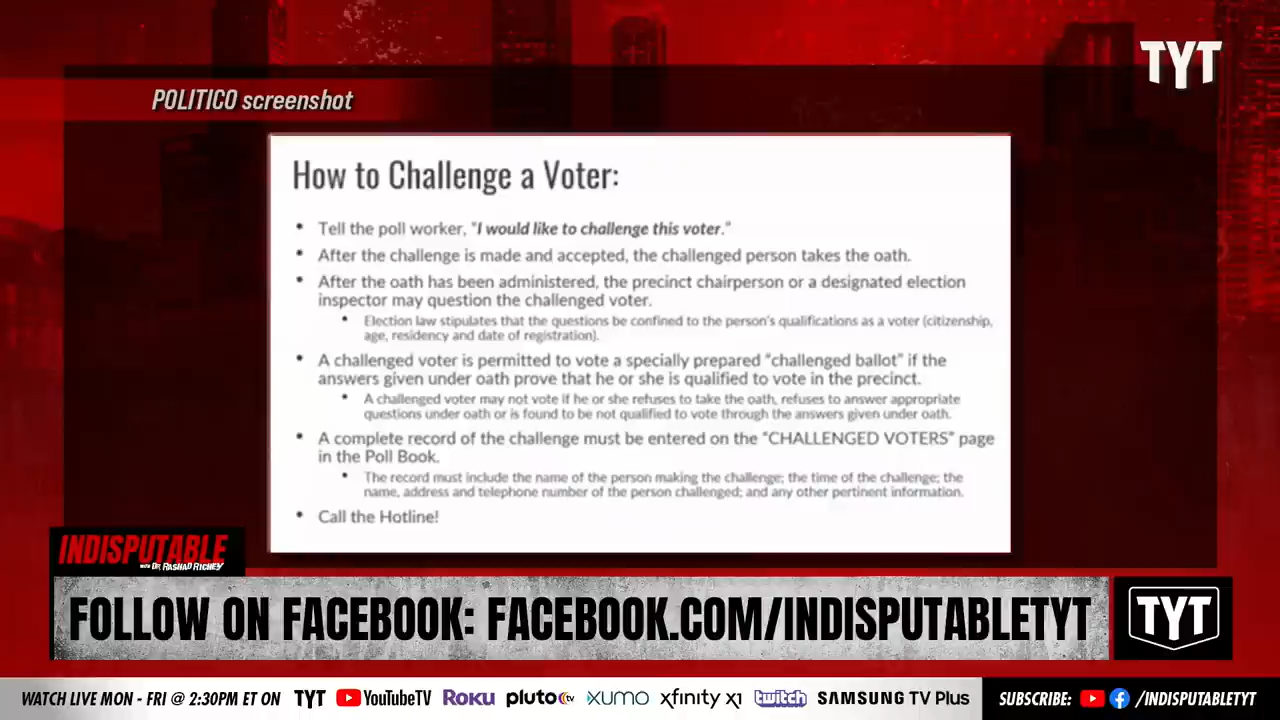 TYT
POLITICO screenshot
How to Challenge a Voter:
• Tell the poll worker, "I would like to challenge this voter."
• After the challenge is made and accepted, the challenged person takes the oath.
• After the oath has been administered, the precinct chairperson or a designated election
inspector may question the challenged voter.
• Election law stipulates that the questions be confined to the person's qualifications as a voter (citizenship,
age, residency and date of registration).
• A challenged voter is permitted to vote a specially prepared "challenged ballot" if the
answers given under oath prove that he or she is qualified to vote in the precinct.
• A challenged voter may not vote if he or she refuses to take the oath, refuses to answer appropriate
questions under oath or is found to be not qualified to vote through the answers given under oath.
• A complete record of the challenge must be entered on the "CHALLENGED VOTERS" page
in the Poll Book.
• The record must include the name of the person making the challenge; the time of the challenge; the
name, address and telephone number of the person challenged; and any other pertinent information.
• Call the Hotline!
INDISPUTABLE
WITH DR. RASHAD RICHEY
FOLLOW ON FACEBOOK: FACEBOOK.COM/INDISPUTABLETYT
TYT
WATCH LIVE MON - FRI @ 2:30PM ET ON TYT YouTubeTV ROKU pluto tv XUMO xfinity x1 twitch SAMSUNG TV Plus SUBSCRIBE: /INDISPUTABLETYT